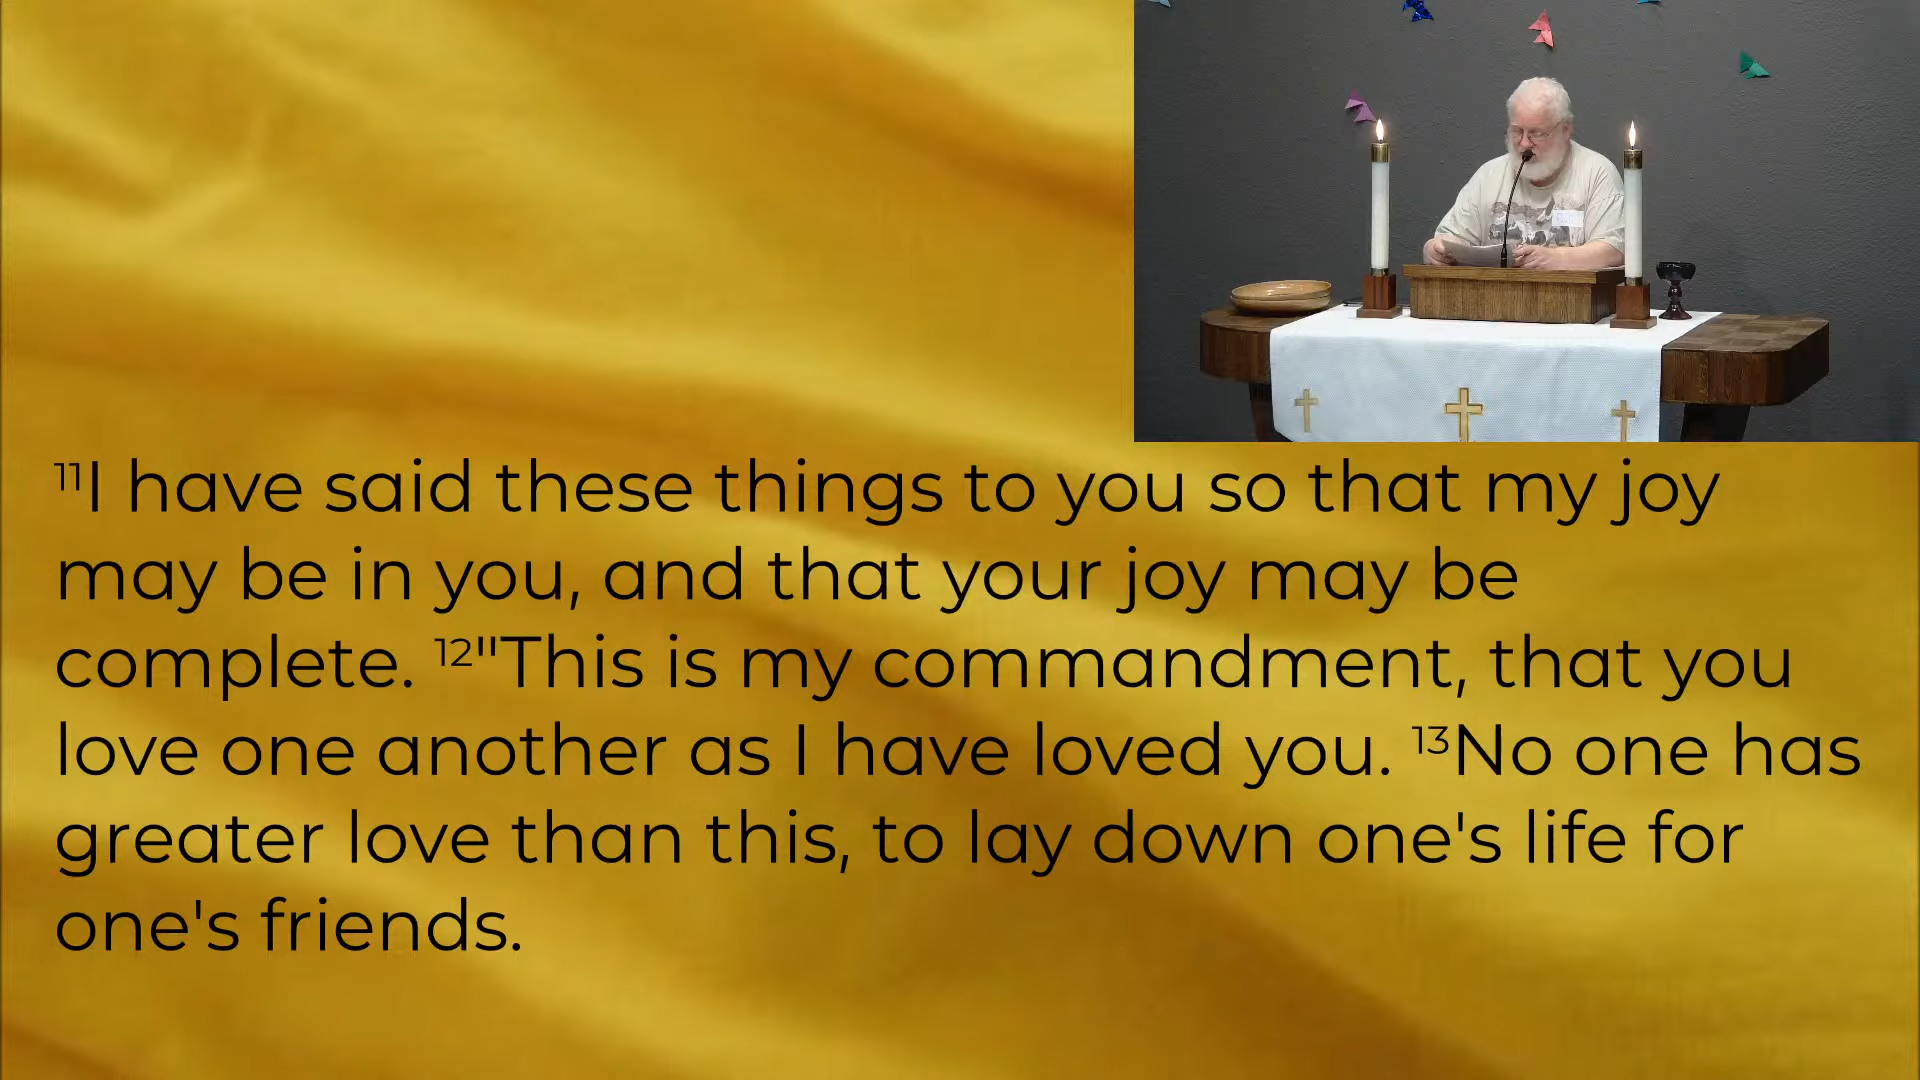 ¹¹I have said these things to you so that my joy
may be in you, and that your joy may be
complete. ¹²"This is my commandment, that you
love one another as I have loved you. ¹³No one has
greater love than this, to lay down one's life for
one's friends.